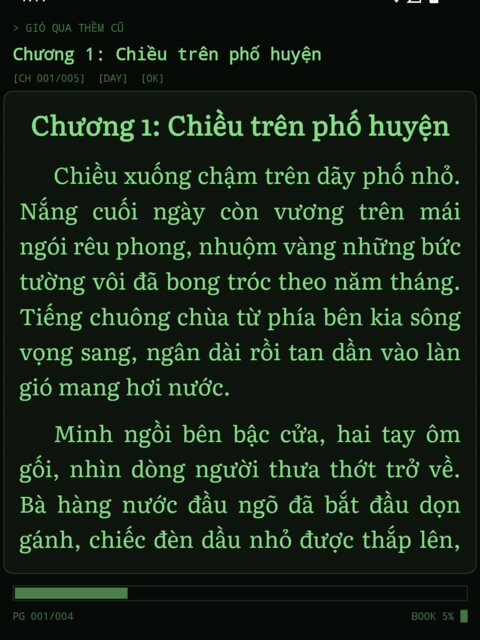 > GIÓ QUA THỀM CŨ
Chương 1: Chiều trên phố huyện
[CH 001/005] [DAY] [OK]
Chương 1: Chiều trên phố huyện
Chiều xuống chậm trên dãy phố nhỏ.
Nắng cuối ngày còn vương trên mái
ngói rêu phong, nhuộm vàng những bức
tường vôi đã bong tróc theo năm tháng.
Tiếng chuông chùa từ phía bên kia sông
vọng sang, ngân dài rồi tan dần vào làn
gió mang hơi nước.
Minh ngồi bên bậc cửa, hai tay ôm
gối, nhìn dòng người thưa thớt trở về.
Bà hàng nước đầu ngõ đã bắt đầu dọn
gánh, chiếc đèn dầu nhỏ được thắp lên,
PG 001/004
BOOK 5%